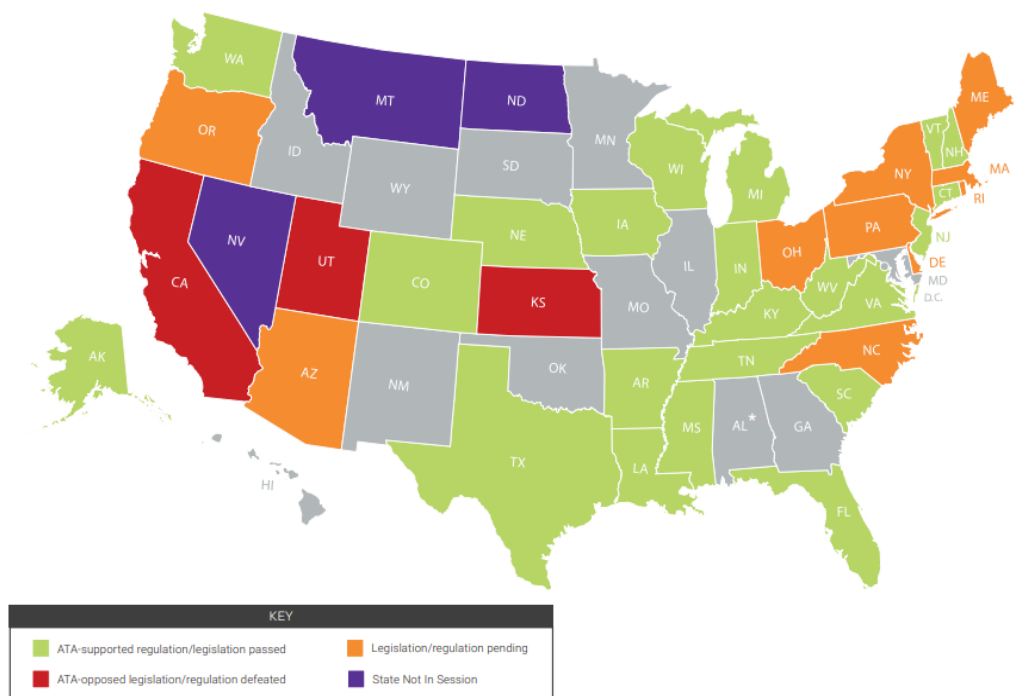 WA
MT
ND
ME
MN
OR
VT
NH
ID
WI
SD
NY
MA
MI
WY
CT
RI
PA
IA
NE
NJ
NV
OH
IL
IN
DE
UT
MD
CO
CA
WV
D.C.
VA
KS
MO
KY
NC
TN
AK
OK
AZ
NM
AR
SC
MS
AL*
GA
TX
LA
HI
FL
KEY
ATA-supported regulation/legislation passed
Legislation/regulation pending
ATA-opposed legislation/regulation defeated
State Not In Session